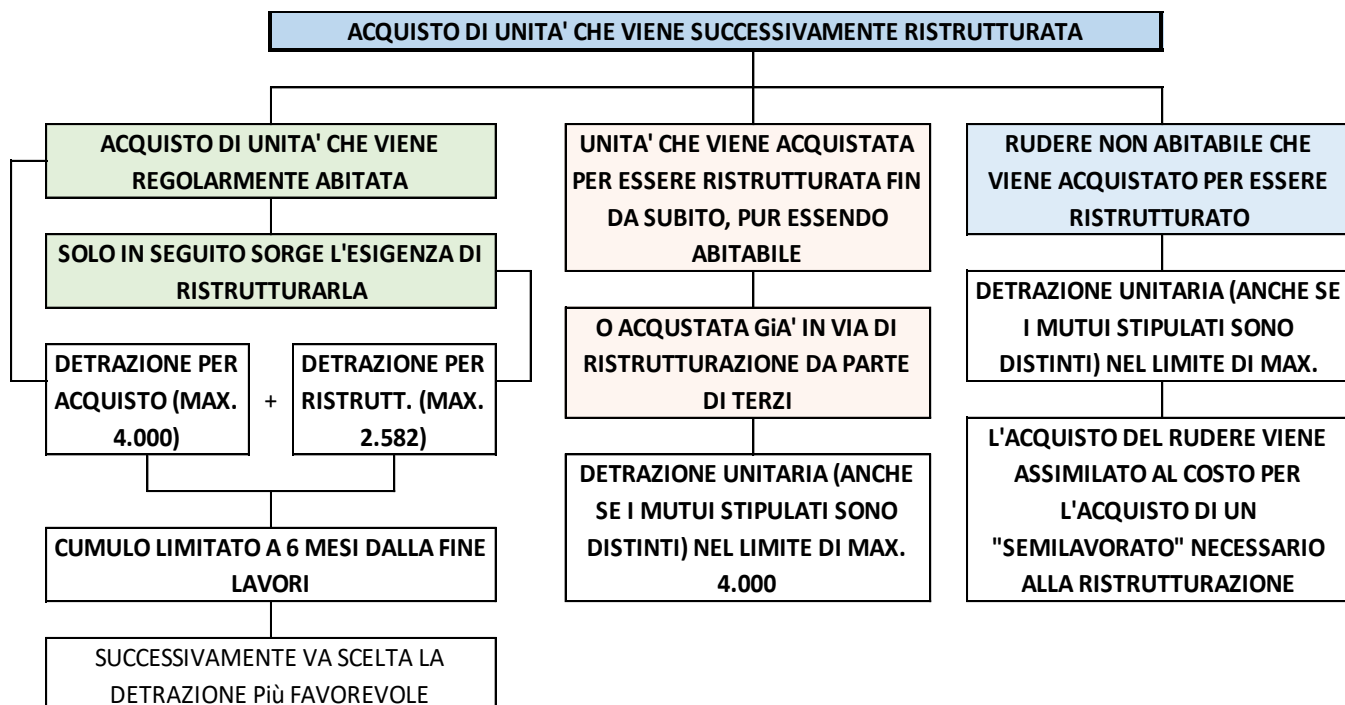 ACQUISTO DI UNITA' CHE VIENE SUCCESSIVAMENTE RISTRUTTURATA
ACQUISTO DI UNITA' CHE VIENE
REGOLARMENTE ABITATA
SOLO IN SEGUITO SORGE L'ESIGENZA DI
RISTRUTTURARLA
DETRAZIONE PER
ACQUISTO (MAX.
4.000)
+
DETRAZIONE PER
RISTRUTT. (MAX.
2.582)
CUMULO LIMITATO A 6 MESI DALLA FINE
LAVORI
SUCCESSIVAMENTE VA SCELTA LA
DETRAZIONE Più FAVOREVOLE
UNITA' CHE VIENE ACQUISTATA
PER ESSERE RISTRUTTURATA FIN
DA SUBITO, PUR ESSENDO
ABITABILE
O ACQUSTATA GiA' IN VIA DI
RISTRUTTURAZIONE DA PARTE
DI TERZI
DETRAZIONE UNITARIA (ANCHE
SE I MUTUI STIPULATI SONO
DISTINTI) NEL LIMITE DI MAX.
4.000
RUDERE NON ABITABILE CHE
VIENE ACQUISTATO PER ESSERE
RISTRUTTURATO
DETRAZIONE UNITARIA (ANCHE SE
I MUTUI STIPULATI SONO
DISTINTI) NEL LIMITE DI MAX.
L'ACQUISTO DEL RUDERE VIENE
ASSIMILATO AL COSTO PER
L'ACQUISTO DI UN
"SEMILAVORATO" NECESSARIO
ALLA RISTRUTTURAZIONE